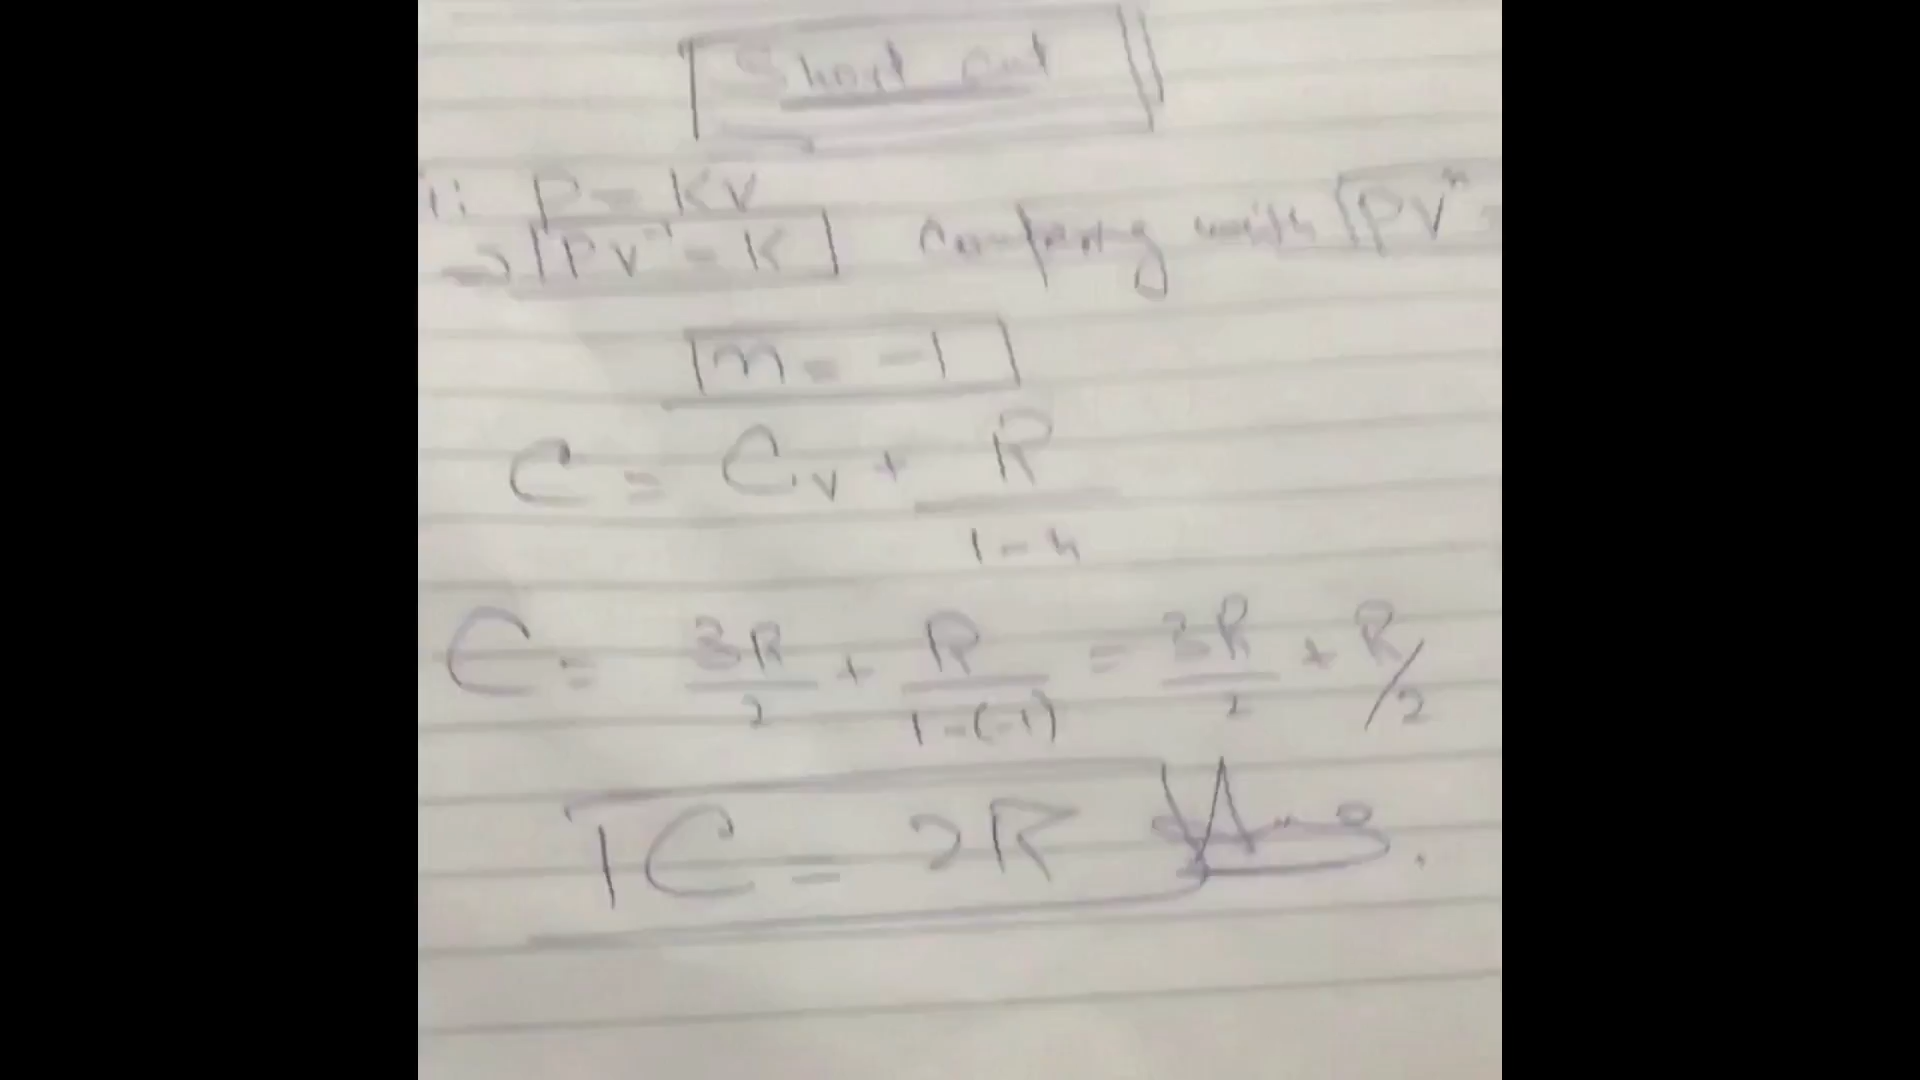 Short cut
1: P = KV
⇒ PV⁻¹ = K Comparing with PVⁿ =
n = -1
C = Cv + R/(1-n)
C = 3R/2 + R/(1-(-1)) = 3R/2 + R/2
C = 2R Ans.